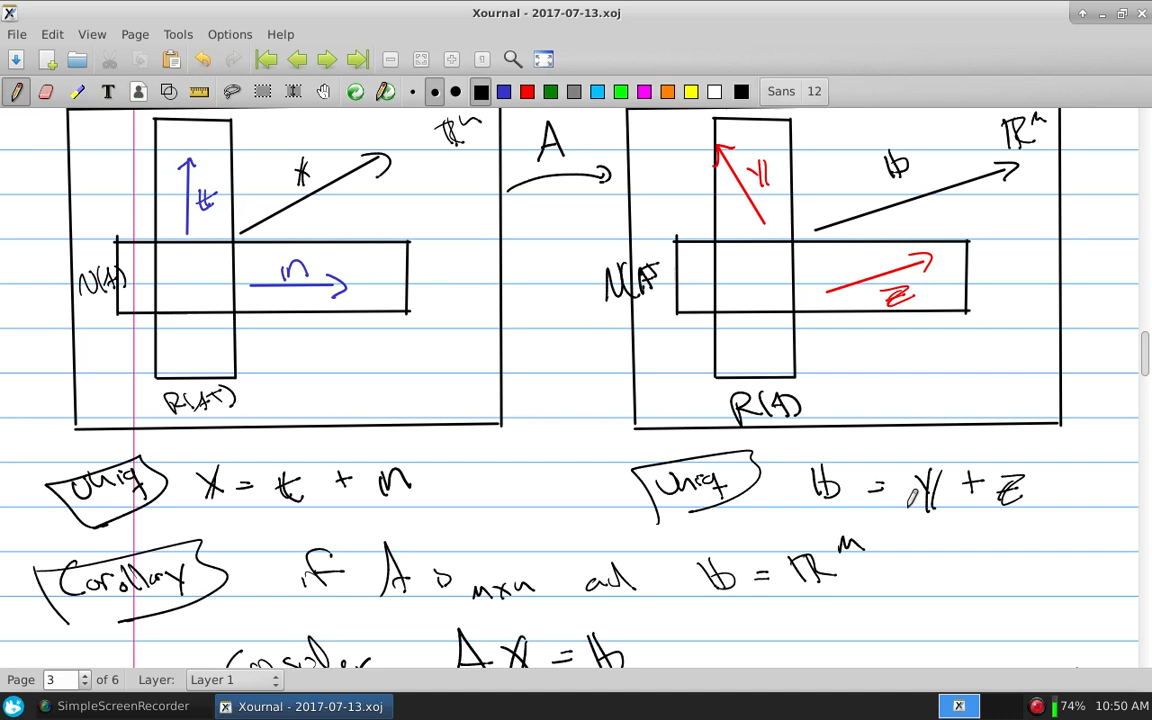 Xournal - 2017-07-13.xoj
File Edit View Page Tools Options Help
Sans 12
ℝⁿ A ℝᵐ
x b
t y
n z
N(A) N(Aᵀ)
R(Aᵀ) R(A)
Uniq x = t + n Uniq b = y + z
Corollary if A is m×n and b = ℝᵐ
Consider Ax = b
Page 3 of 6 Layer: Layer 1
SimpleScreenRecorder Xournal - 2017-07-13.xoj 74% 10:50 AM